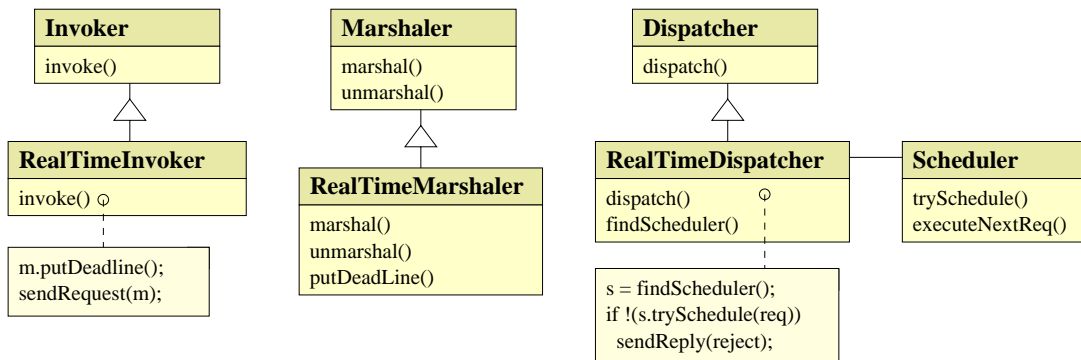 Invoker
invoke()
RealTimeInvoker
invoke()
m.putDeadline();
sendRequest(m);
Marshaler
marshal()
unmarshal()
RealTimeMarshaler
marshal()
unmarshal()
putDeadLine()
Dispatcher
dispatch()
RealTimeDispatcher
dispatch()
findScheduler()
s = findScheduler();
if !(s.trySchedule(req))
sendReply(reject);
Scheduler
trySchedule()
executeNextReq()